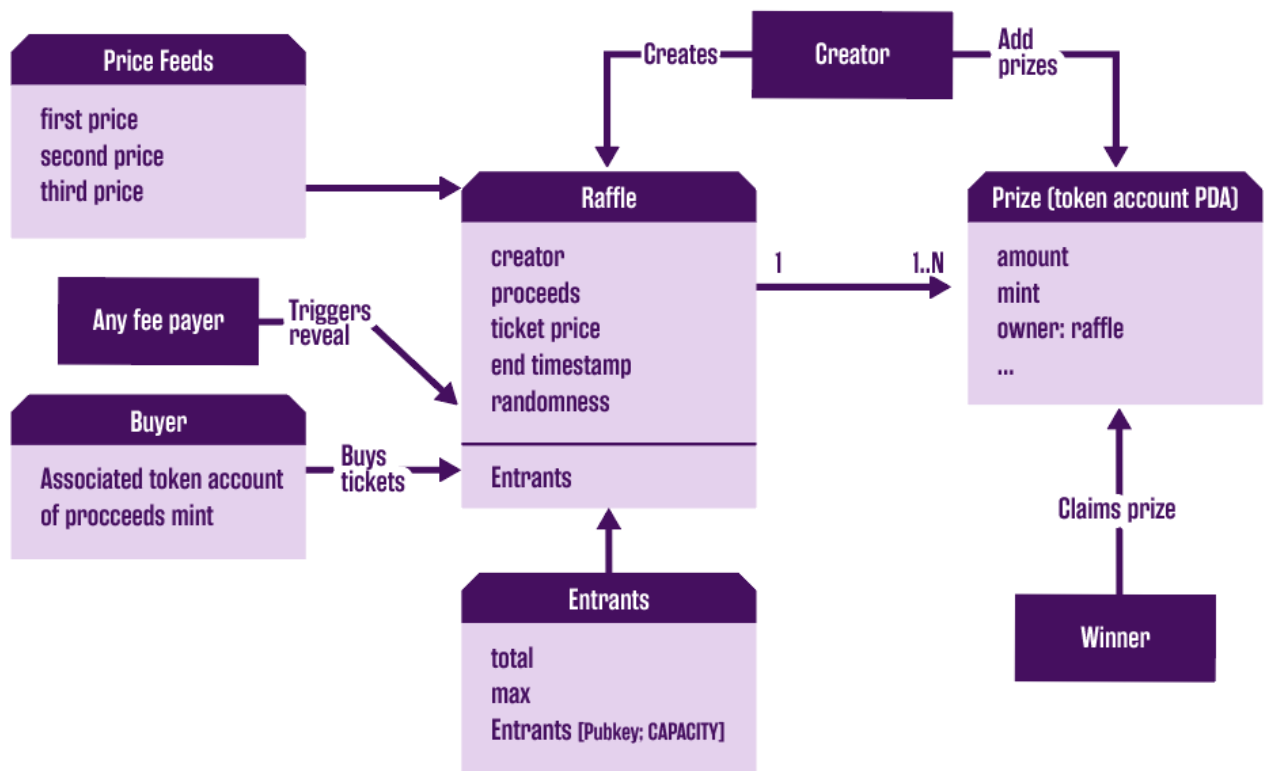 Price Feeds
first price
second price
third price
Creates
Creator
Add
prizes
Raffle
creator
proceeds
ticket price
end timestamp
randomness
Entrants
1
1..N
Prize (token account PDA)
amount
mint
owner: raffle
...
Any fee payer
Triggers
reveal
Buyer
Associated token account
of procceeds mint
Buys
tickets
Entrants
total
max
Entrants [Pubkey; CAPACITY]
Claims prize
Winner